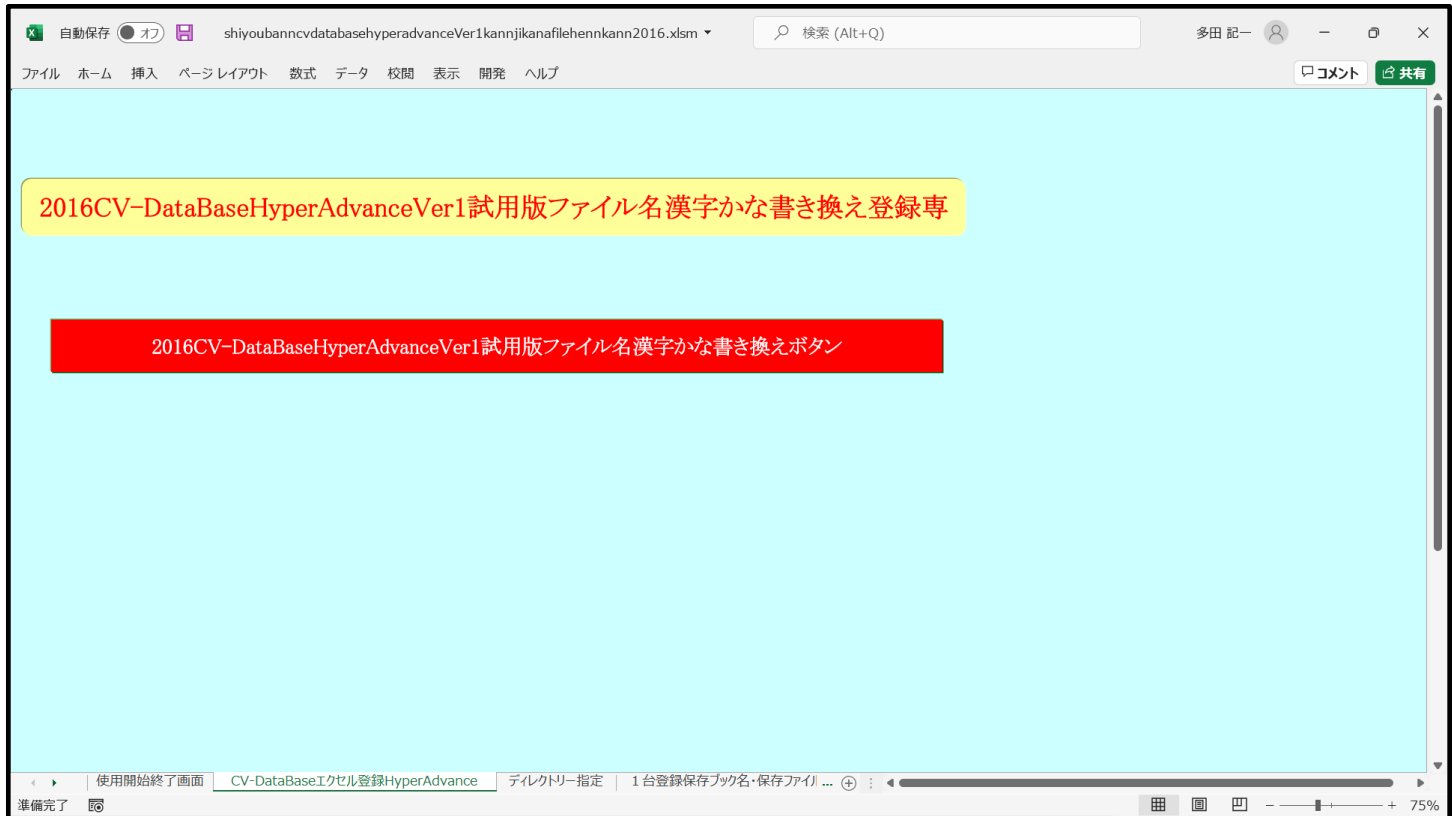 自動保存 オフ shiyoubanncvdatabasehyperadvanceVer1kannjikanafilehennkann2016.xlsm 検索 (Alt+Q) 多田 記一
ファイル ホーム 挿入 ページ レイアウト 数式 データ 校閲 表示 開発 ヘルプ コメント 共有
2016CV-DataBaseHyperAdvanceVer1試用版ファイル名漢字かな書き換え登録専
2016CV-DataBaseHyperAdvanceVer1試用版ファイル名漢字かな書き換えボタン
使用開始終了画面 CV-DataBaseエクセル登録HyperAdvance ディレクトリー指定 1台登録保存ブック名・保存ファイル ...
準備完了 75%